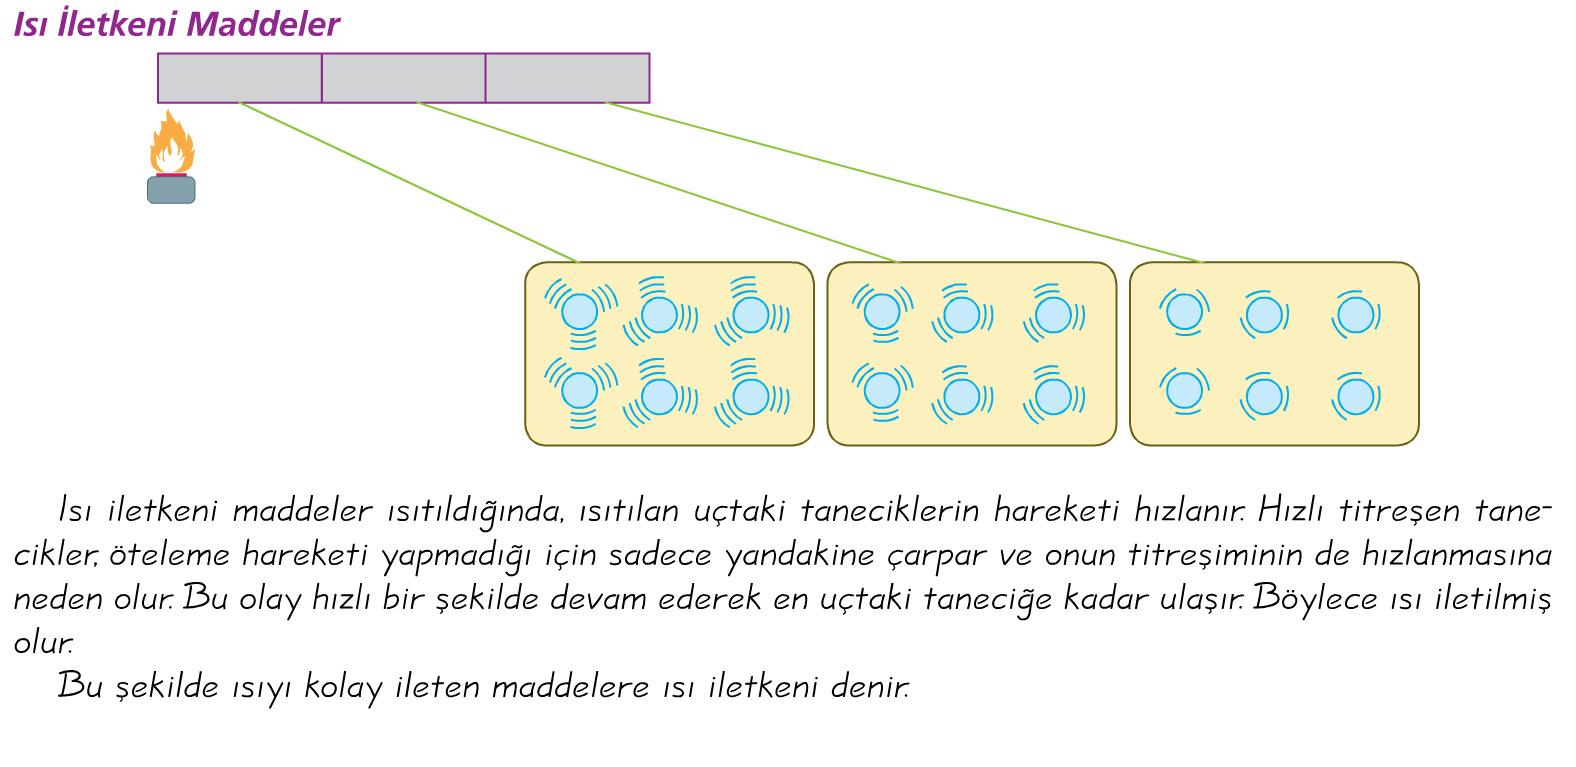 Isı İletkeni Maddeler
Isı iletkeni maddeler ısıtıldığında, ısıtılan uçtaki taneciklerin hareketi hızlanır. Hızlı titreşen tane-
cikler, öteleme hareketi yapmadığı için sadece yandakine çarpar ve onun titreşiminin de hızlanmasına
neden olur. Bu olay hızlı bir şekilde devam ederek en uçtaki taneciğe kadar ulaşır. Böylece ısı iletilmiş
olur.
Bu şekilde ısıyı kolay ileten maddelere ısı iletkeni denir.